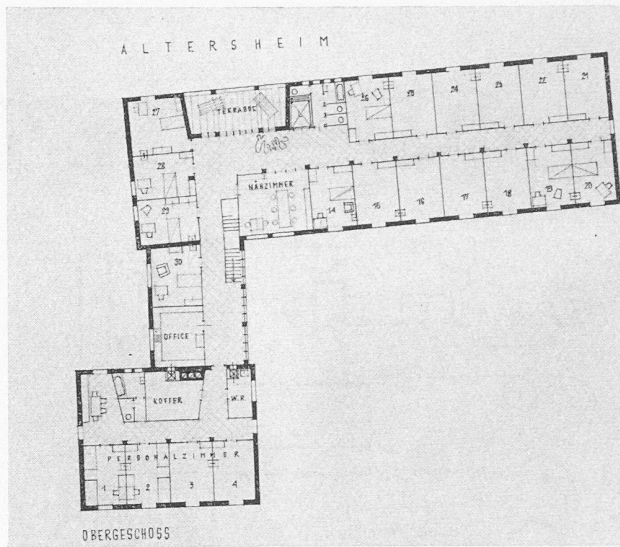 ALTERSHEIM
27
TERRASSE
26
25
24
23
22
21
28
29
NÄHZIMMER
14
15
16
17
18
19
20
30
OFFICE
KOFFER
W.R.
PERSONALZIMMER
1
2
3
4
OBERGESCHOSS